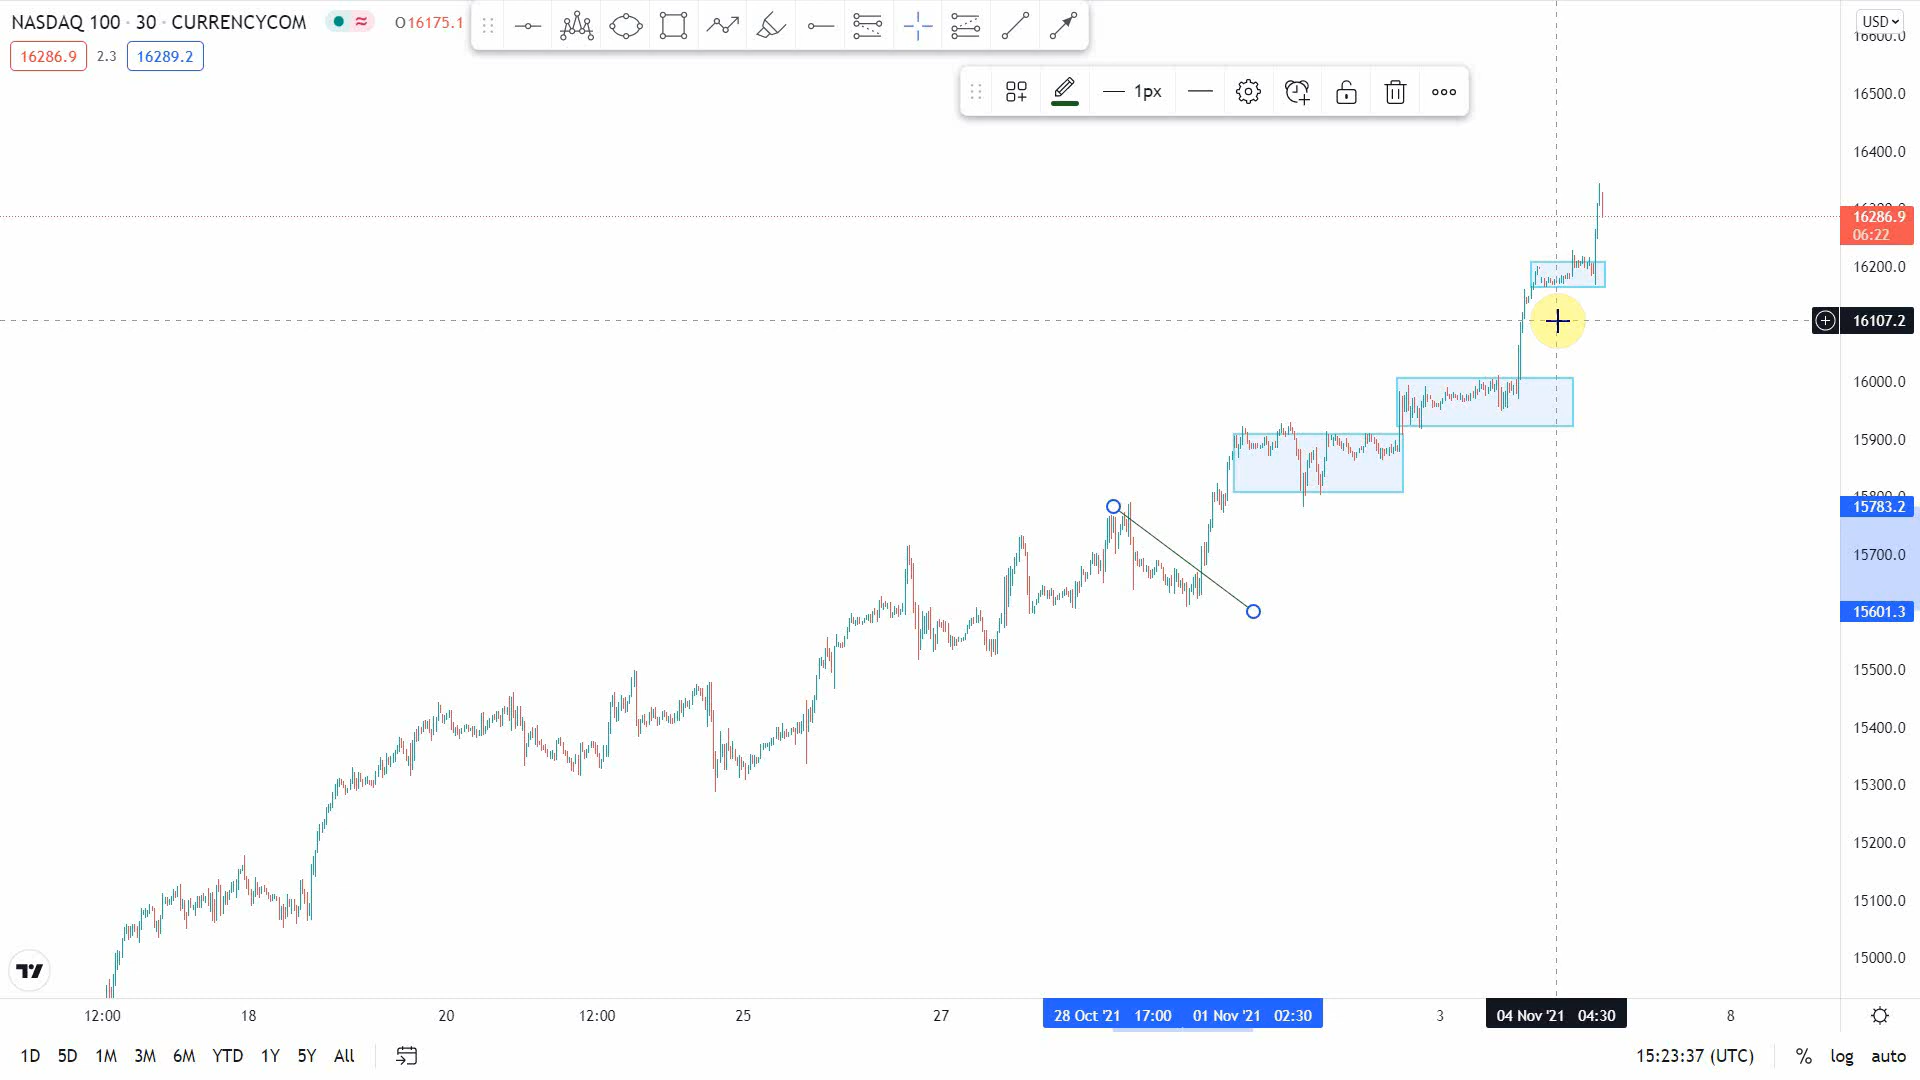 NASDAQ 100 · 30 · CURRENCYCOM
O16175.1
16286.9 2.3 16289.2
1px
USD
16600.0
16500.0
16400.0
16286.9
06:22
16200.0
16107.2
16000.0
15900.0
15783.2
15700.0
15601.3
15500.0
15400.0
15300.0
15200.0
15100.0
15000.0
12:00 18 20 12:00 25 27 28 Oct '21 17:00 01 Nov '21 02:30 3 04 Nov '21 04:30 8
1D 5D 1M 3M 6M YTD 1Y 5Y All 15:23:37 (UTC) % log auto